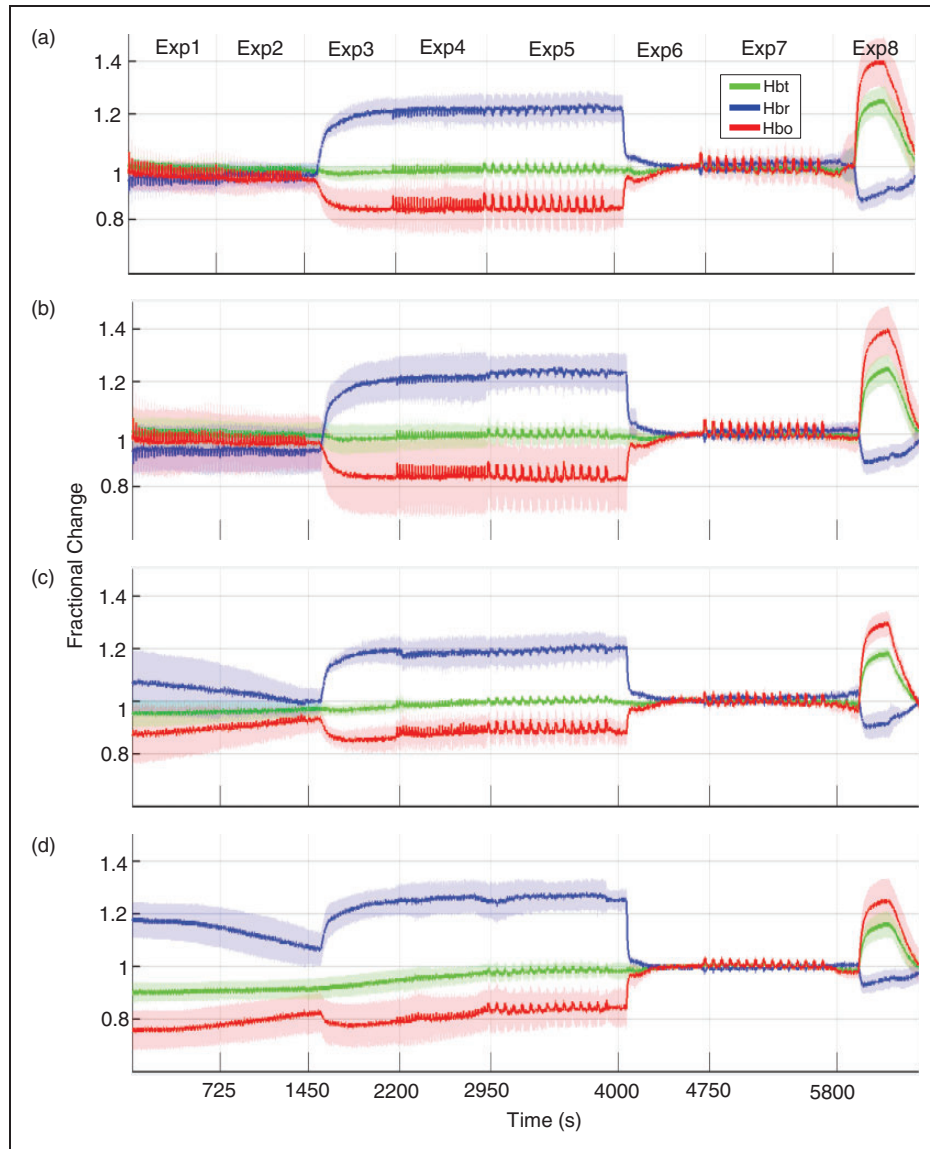 (a)
Exp1 Exp2 Exp3 Exp4 Exp5 Exp6 Exp7 Exp8
1.4
1.2
1
0.8
Hbt
Hbr
Hbo
(b)
1.4
1.2
1
0.8
Fractional Change
(c)
1.4
1.2
1
0.8
(d)
1.4
1.2
1
0.8
725 1450 2200 2950 4000 4750 5800
Time (s)